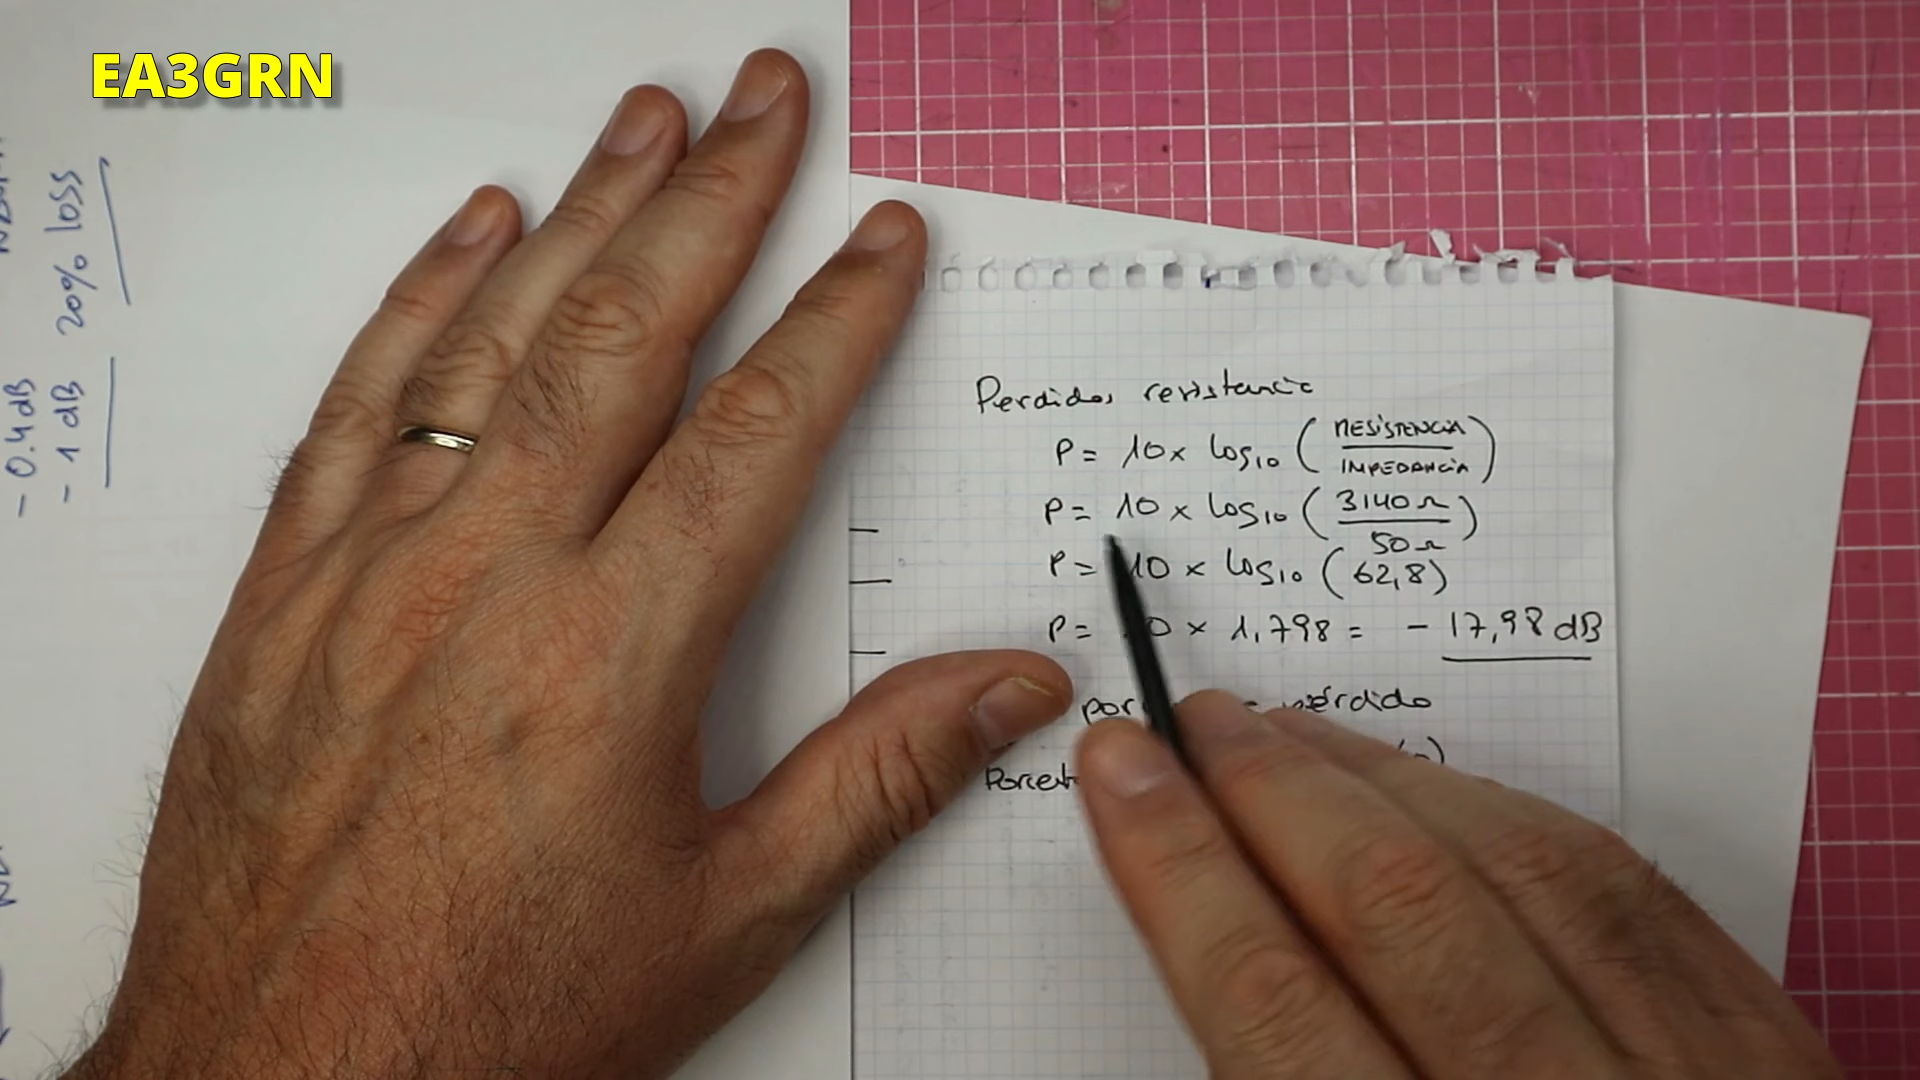 EA3GRN
- 0.4 dB
- 1 dB 20% loss
Perdidas resistencia
P = 10 x log10 ( RESISTENCIA / IMPEDANCIA )
P = 10 x log10 ( 3140 Ω / 50 Ω )
P = 10 x log10 ( 62,8 )
P = 10 x 1,798 = - 17,98 dB
pérdida